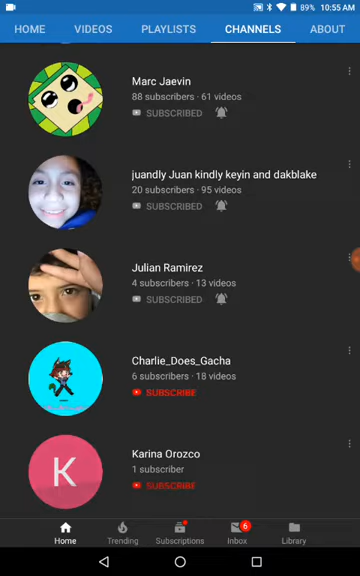 89% 10:55 AM
HOME VIDEOS PLAYLISTS CHANNELS ABOUT
Marc Jaevin
88 subscribers · 61 videos
SUBSCRIBED
juandly Juan kindly keyin and dakblake
20 subscribers · 95 videos
SUBSCRIBED
Julian Ramirez
4 subscribers · 13 videos
SUBSCRIBED
Charlie_Does_Gacha
6 subscribers · 18 videos
SUBSCRIBE
K
Karina Orozco
1 subscriber
SUBSCRIBE
6
Home Trending Subscriptions Inbox Library